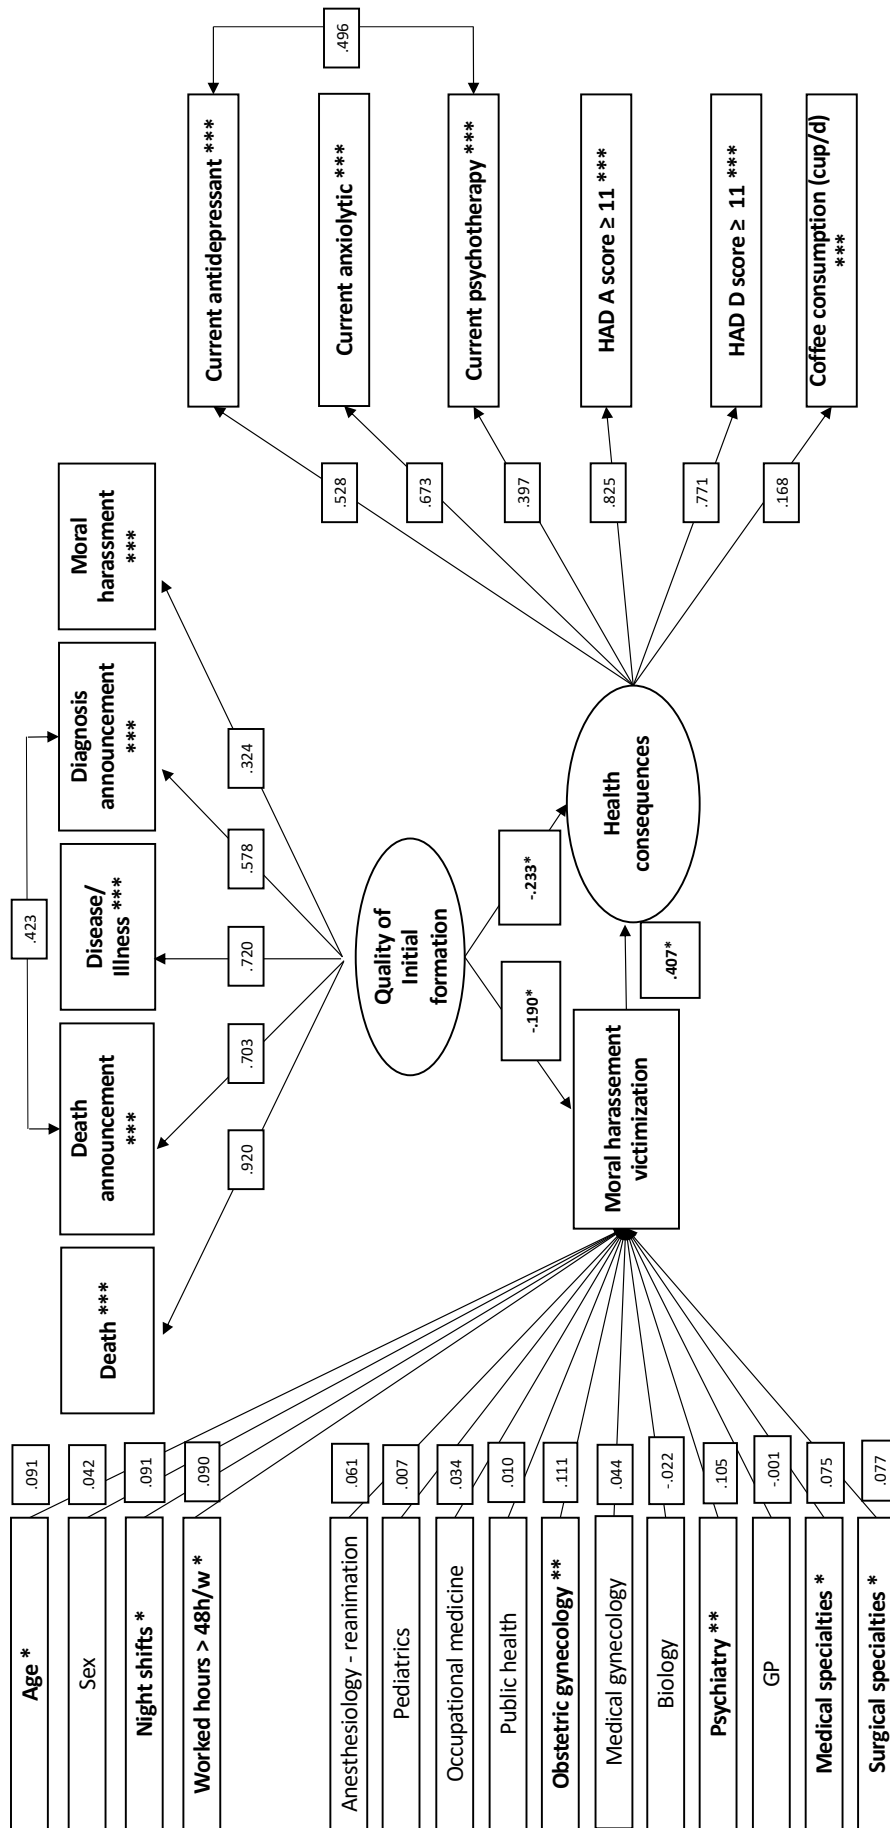 Age *
.091
Sex
.042
Night shifts *
.091
Worked hours > 48h/w *
.090
Anesthesiology - reanimation
.061
Pediatrics
.007
Occupational medicine
.034
Public health
.010
Obstetric gynecology **
.111
Medical gynecology
.044
Biology
-.022
Psychiatry **
.105
GP
-.001
Medical specialties *
.075
Surgical specialties *
.077
.423
Death ***
Death
announcement
***
Disease/
Illness ***
Diagnosis
announcement
***
Moral
harassment
***
.920
.703
.720
.578
.324
Quality of
Initial
formation
-.190*
-.233*
Moral harassement
victimization
.407*
Health
consequences
.528
.673
.397
.825
.771
.168
Current antidepressant ***
Current anxiolytic ***
Current psychotherapy ***
HAD A score ≥ 11 ***
HAD D score ≥ 11 ***
Coffee consumption (cup/d)
***
.496